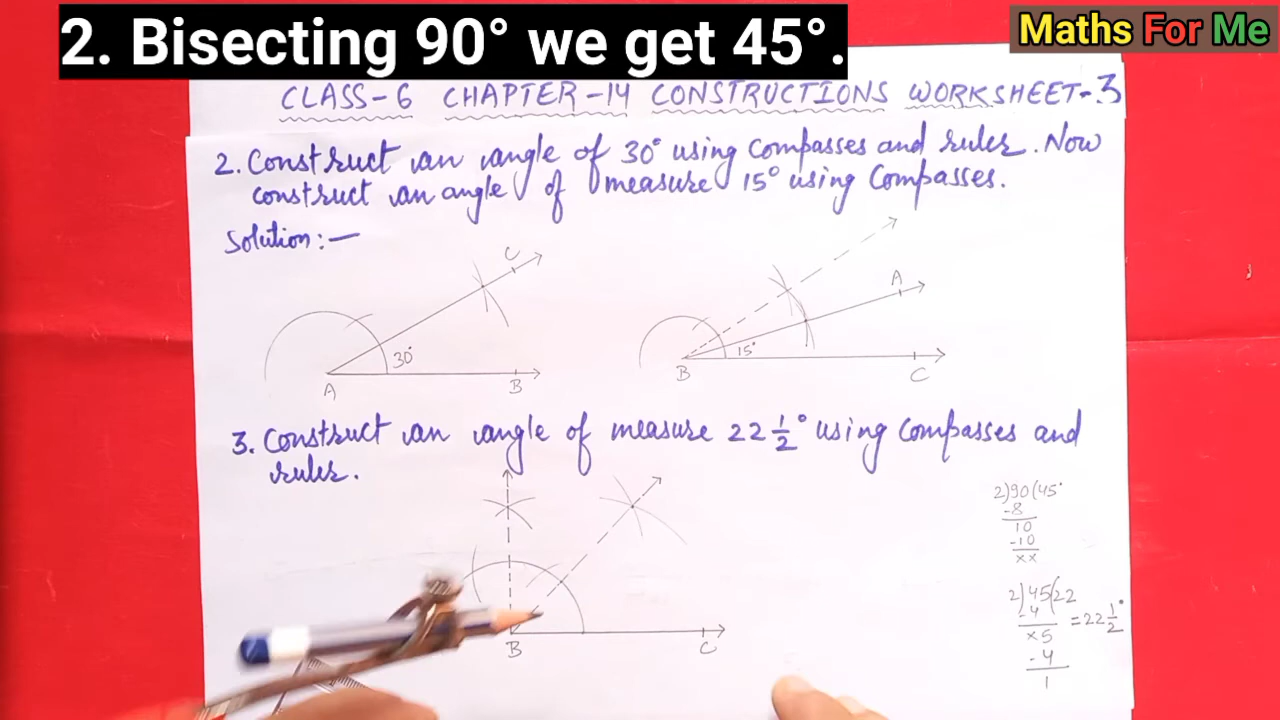 2. Bisecting 90° we get 45°.
Maths For Me
CLASS-6 CHAPTER-14 CONSTRUCTIONS WORKSHEET-3
2. Construct an angle of 30° using compasses and ruler. Now
construct an angle of measure 15° using compasses.
Solution:-
C
30°
A
B
A
15°
B
C
3. Construct an angle of measure 22 1/2° using compasses and
ruler.
B
C
2)90(45°
-8
10
-10
xx
2)45(22
-4
x5 = 22 1/2°
-4
1